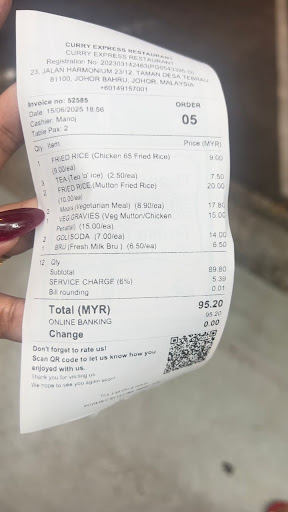 CURRY EXPRESS RESTAURANT
CURRY EXPRESS RESTAURANT
Registration No:
23, JALAN HARMONIUM 23/12, TAMAN DESA TEBRAU
81100, JOHOR BAHRU, JOHOR, MALAYSIA
+60149157017
Invoice no: 52585
Date: 15/06/2025 18:56
Cashier: Manoj
Table Pax: 2
ORDER
05
Qty Item Price (MYR)
1 FRIED RICE (Chicken 65 Fried Rice) 9.00
(9.00/ea)
3 TEA (Teo 'o' ice) (2.50/ea) 7.50
2 FRIED RICE (Mutton Fried Rice) 20.00
(10.00/ea)
2 Meals (Vegetarian Meal) (8.90/ea) 17.80
VEG GRAVIES (Veg Mutton/Chicken 15.00
(15.00/ea)
2 GOLI SODA (7.00/ea) 14.00
1 BRU (Fresh Milk Bru ) (6.50/ea) 6.50
12 Qty
Subtotal 89.80
SERVICE CHARGE (6%) 5.39
Bill rounding 0.01
Total (MYR) 95.20
ONLINE BANKING 95.20
Change 0.00
Don't forget to rate us!
Scan QR code to let us know how you
enjoyed with us.
Thank you for visiting us
We hope to see you again soon!